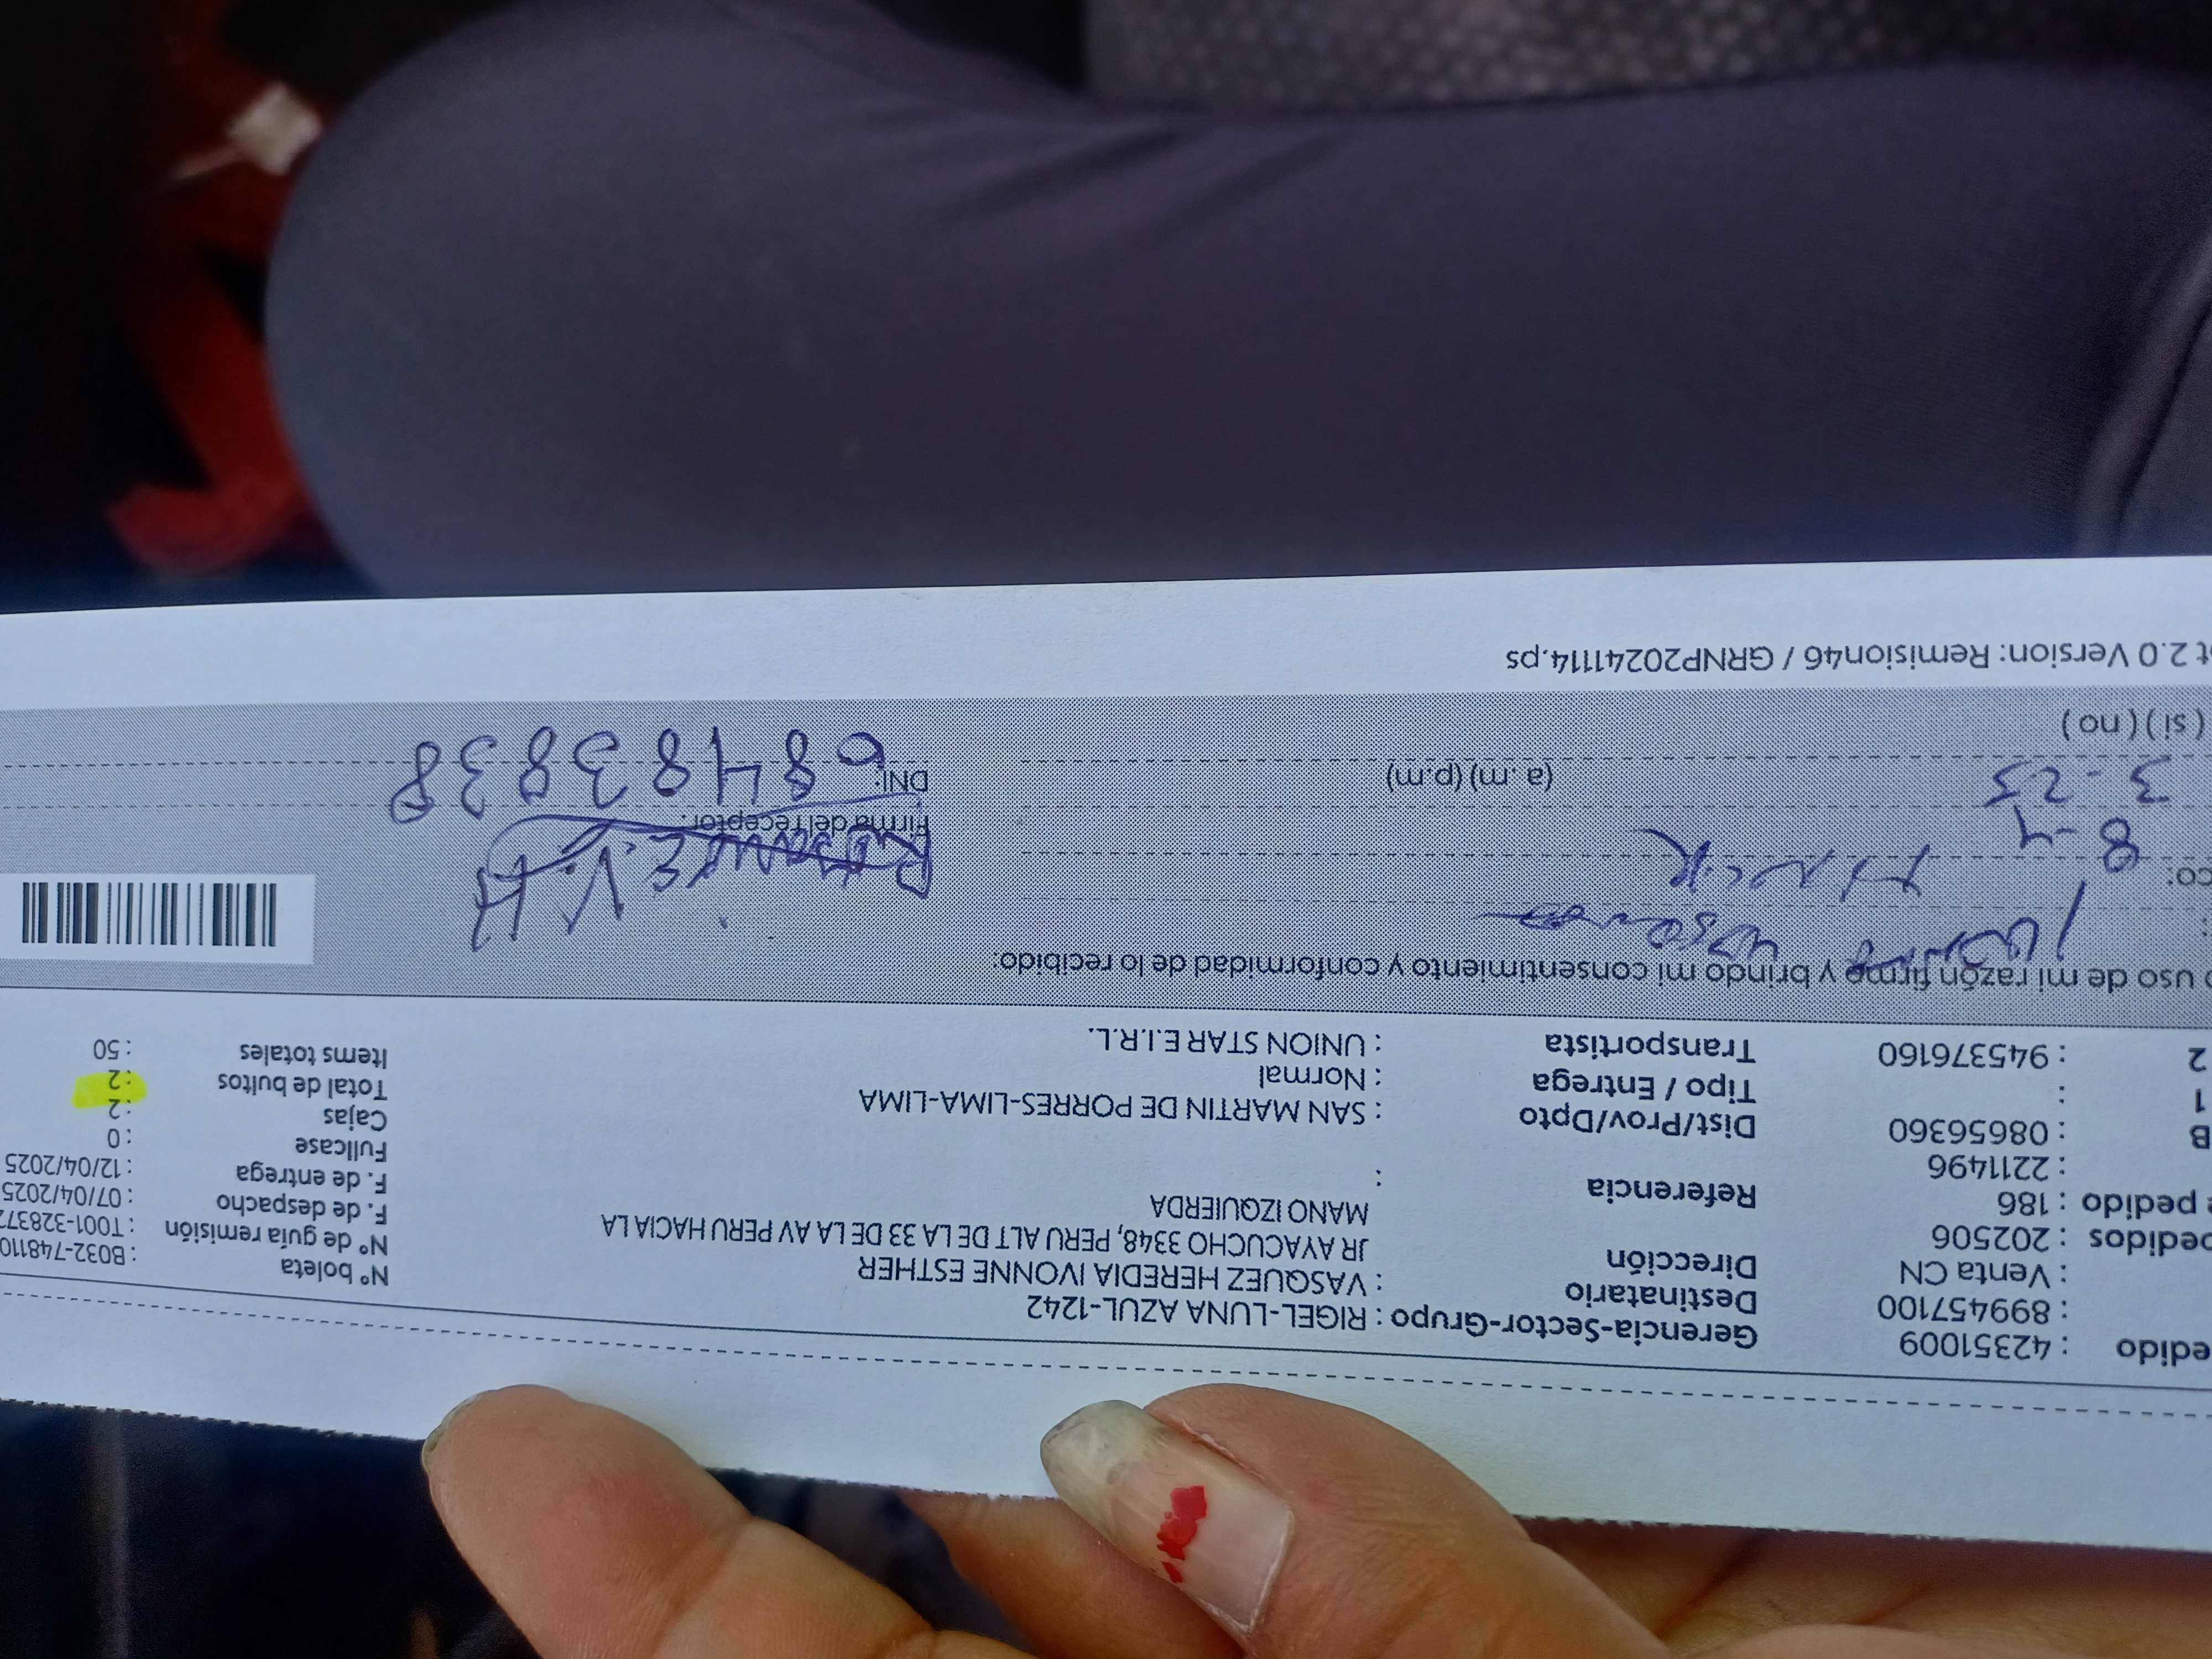 edido : 42351009 Gerencia-Sector-Grupo : RIGEL-LUNA AZUL-1242 N° boleta : B032-748110
: 899457100 Destinatario : VASQUEZ HEREDIA IVONNE ESTHER N° de guía remisión : T001-328372
: Venta CN Dirección JR AYACUCHO 3348, PERU ALT DE LA 33 DE LA AV PERU HACIA LA F. de despacho : 07/04/2025
pedidos : 202506 MANO IZQUIERDA F. de entrega : 12/04/2025
e pedido : 186 Referencia : Fullcase : 0
: 2211496 Cajas : 2
B : 08656360 Dist/Prov/Dpto : SAN MARTIN DE PORRES-LIMA-LIMA Total de bultos : 2
1 : Tipo / Entrega : Normal Items totales : 50
2 : 945376160 Transportista : UNION STAR E.I.R.L.
o uso de mi razón firmo y brindo mi consentimiento y conformidad de lo recibido:
co: 8-4 E.V.H
Firma del receptor:
3-25 (a. m) (p.m) DNI: 68483838
( si ) ( no )
t 2.0 Version: Remision46 / GRNP20241114.ps